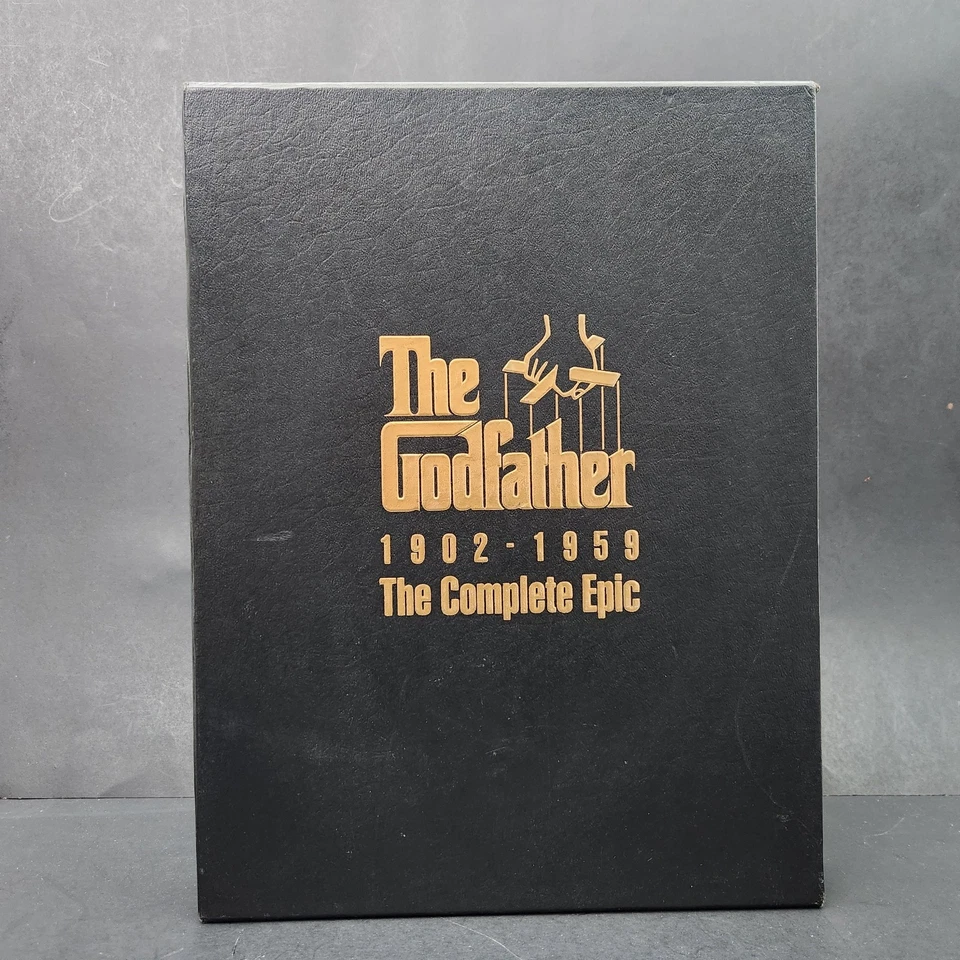 The
Godfather
1902-1959
The Complete Epic